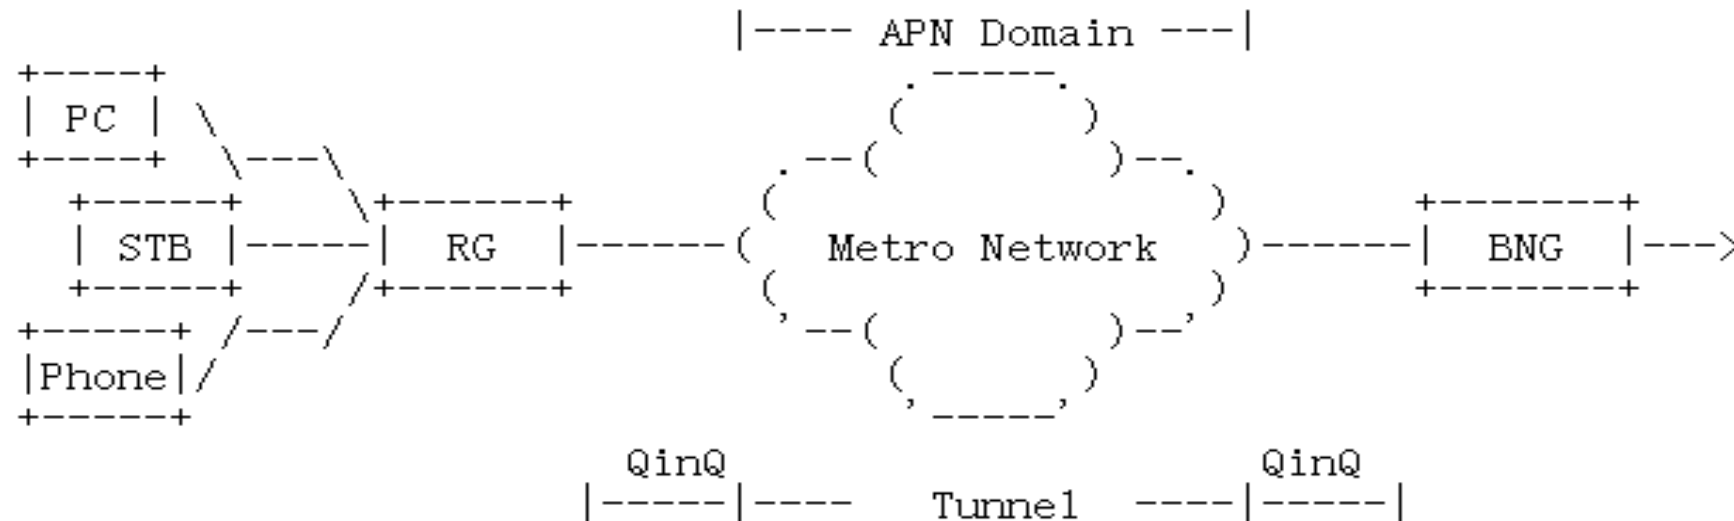 |---- APN Domain ---|
PC
STB
RG
Metro Network
BNG
Phone
QinQ
QinQ
Tunnel